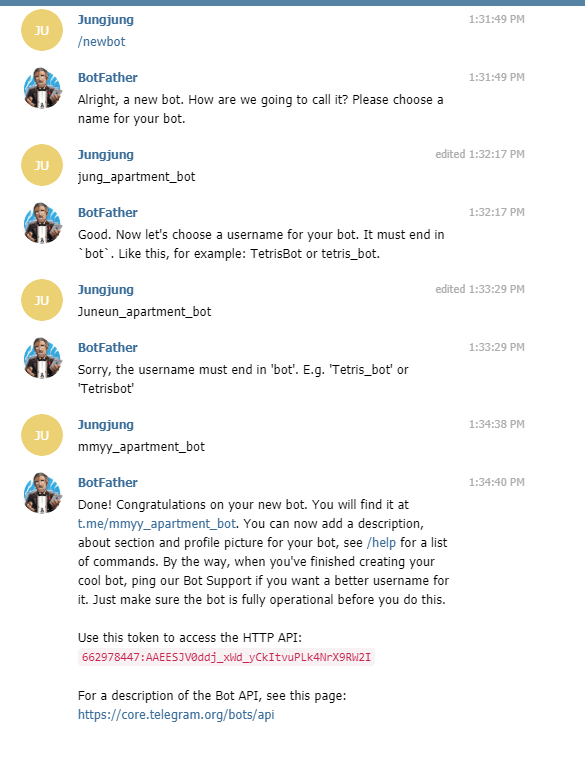 JU
Jungjung 1:31:49 PM
/newbot
BotFather 1:31:49 PM
Alright, a new bot. How are we going to call it? Please choose a
name for your bot.
JU
Jungjung edited 1:32:17 PM
jung_apartment_bot
BotFather 1:32:17 PM
Good. Now let's choose a username for your bot. It must end in
`bot`. Like this, for example: TetrisBot or tetris_bot.
JU
Jungjung edited 1:33:29 PM
Juneun_apartment_bot
BotFather 1:33:29 PM
Sorry, the username must end in 'bot'. E.g. 'Tetris_bot' or
'Tetrisbot'
JU
Jungjung 1:34:38 PM
mmyy_apartment_bot
BotFather 1:34:40 PM
Done! Congratulations on your new bot. You will find it at
t.me/mmyy_apartment_bot. You can now add a description,
about section and profile picture for your bot, see /help for a list
of commands. By the way, when you've finished creating your
cool bot, ping our Bot Support if you want a better username for
it. Just make sure the bot is fully operational before you do this.
Use this token to access the HTTP API:
662978447:AAEESJV0ddj_xWd_yCkItvuPLk4NrX9RW2I
For a description of the Bot API, see this page:
https://core.telegram.org/bots/api